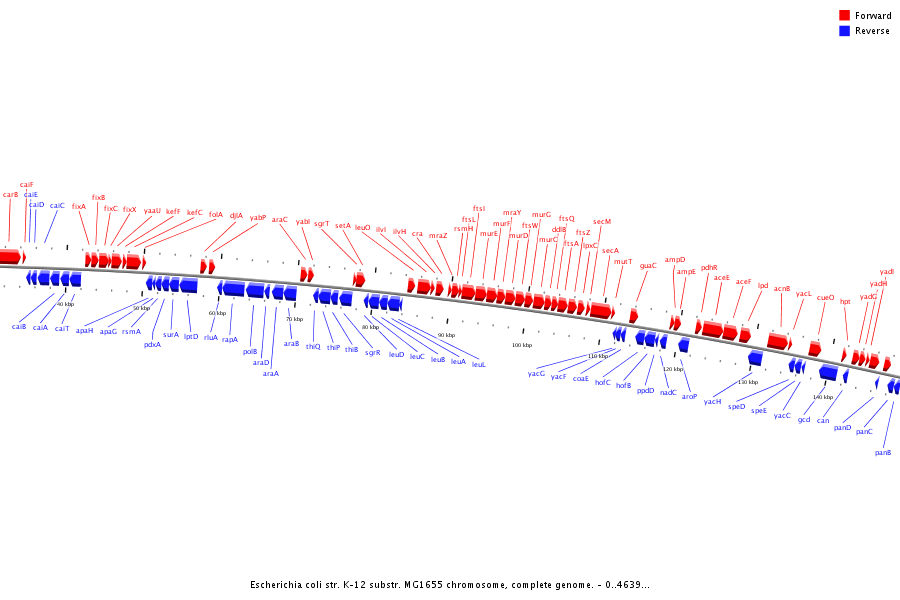 Forward
Reverse
carB
caiF
caiE
caiD
caiC
fixA
fixB
fixC
fixX
yaaU
kefF
kefC
folA
djlA
yabP
araC
yabI
sgrT
setA
leuO
ilvI
ilvH
cra
mraZ
rsmH
ftsL
ftsI
murE
murF
mraY
murD
ftsW
murG
murC
ddlB
ftsQ
ftsA
ftsZ
lpxC
secM
secA
mutT
guaC
ampD
ampE
pdhR
aceE
aceF
lpd
acnB
yacL
cueO
hpt
yadG
yadH
yadI
caiB
caiA
caiT
apaH
apaG
rsmA
pdxA
surA
lptD
rluA
rapA
polB
araD
araA
araB
thiQ
thiP
thiB
sgrR
leuD
leuC
leuB
leuA
leuL
yacG
yacF
coaE
hofC
hofB
ppdD
nadC
aroP
yacH
speD
speE
yacC
gcd
can
panD
panC
panB
40 kbp
50 kbp
60 kbp
70 kbp
80 kbp
90 kbp
100 kbp
110 kbp
120 kbp
130 kbp
140 kbp
Escherichia coli str. K-12 substr. MG1655 chromosome, complete genome. - 0..4639...